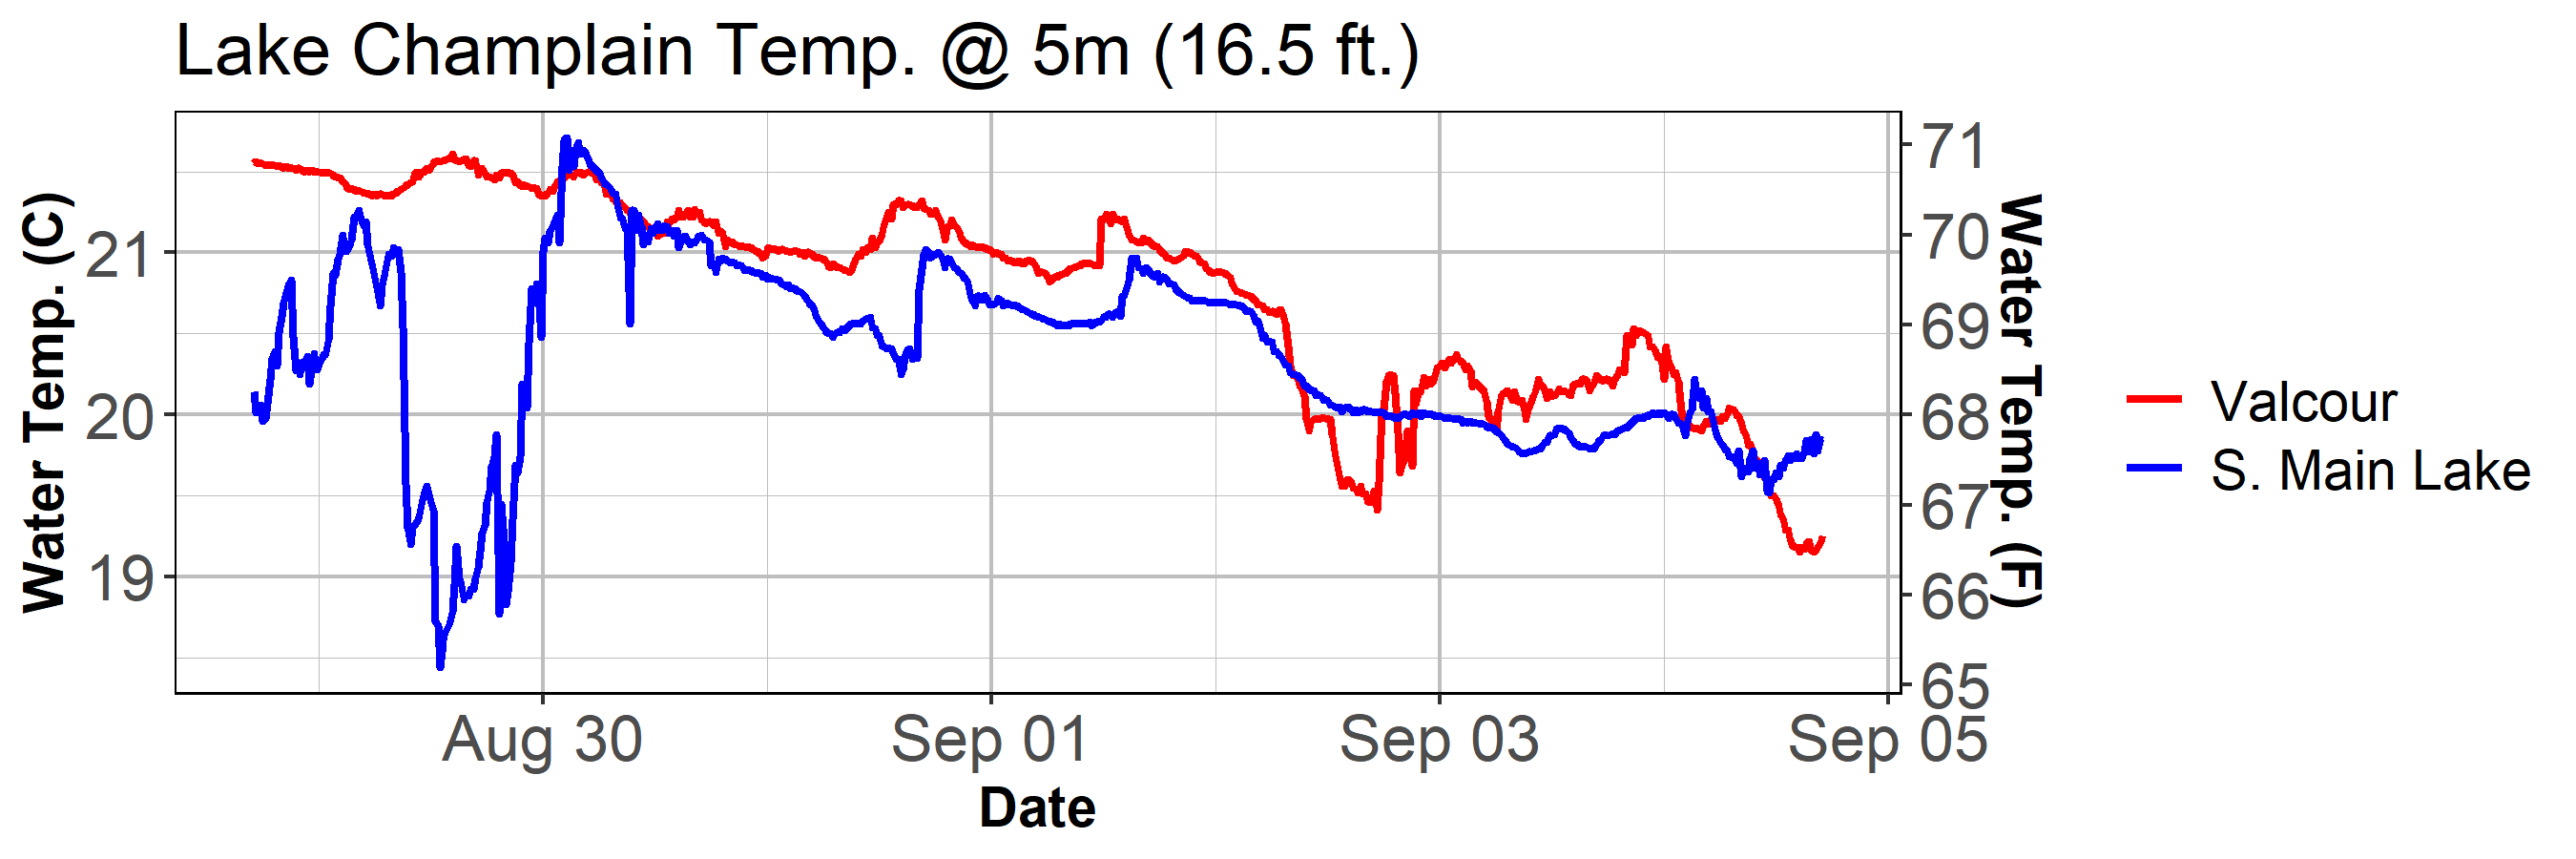 Lake Champlain Temp. @ 5m (16.5 ft.)
Water Temp. (C)
21
20
19
71
70
69
68
67
66
65
Water Temp. (F)
Aug 30
Sep 01
Sep 03
Sep 05
Date
Valcour
S. Main Lake